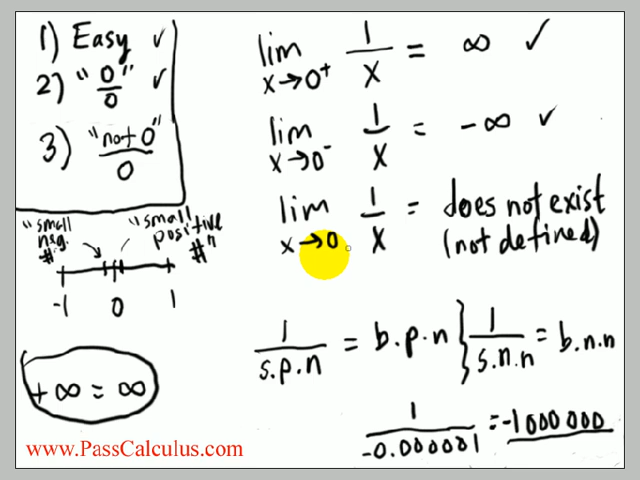 1) Easy ✓
2) "0/0" ✓
3) "not 0"/0
lim x→0⁺ 1/x = ∞ ✓
lim x→0⁻ 1/x = -∞ ✓
lim x→0 1/x = does not exist
(not defined)
"small neg. #"
"small positive #"
-1 0 1
+∞ = ∞
1/s.p.n = b.p.n } 1/s.n.n = b.n.n
1/-0.000001 = -1000000
www.PassCalculus.com